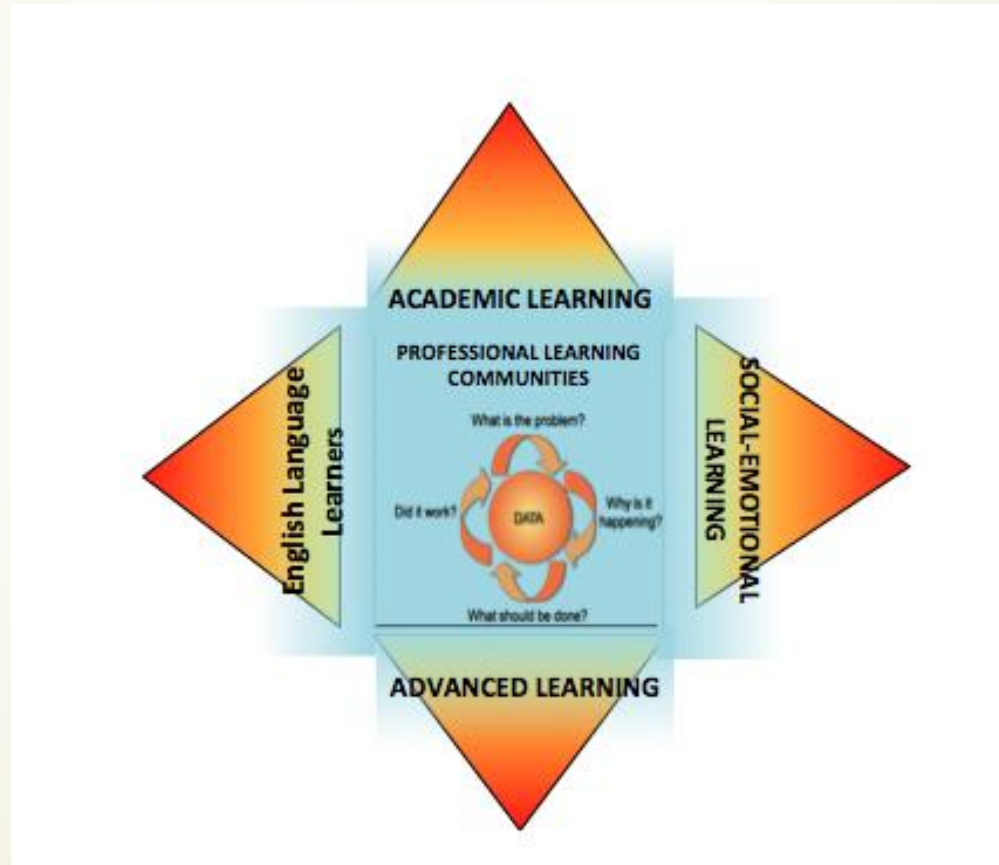 ACADEMIC LEARNING
PROFESSIONAL LEARNING
COMMUNITIES
What is the problem?
English Language
Learners
Did it work?
DATA
Why is it
happening?
SOCIAL-EMOTIONAL
LEARNING
What should be done?
ADVANCED LEARNING